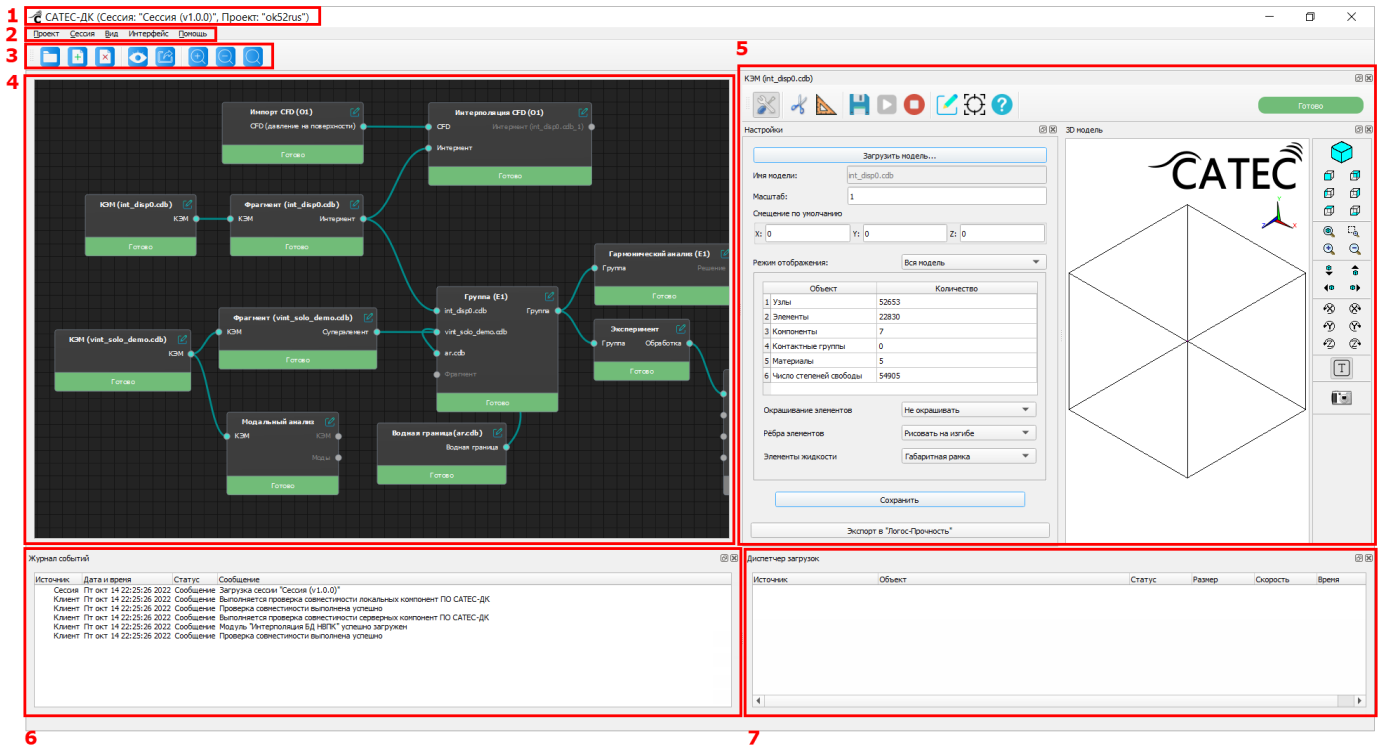 1 САТЕС-ДК (Сессия: "Сессия (v1.0.0)", Проект: "ok52rus")
2 Проект Сессия Вид Интерфейс Помощь
3
4
5
КЭМ (int_disp0.cdb)
Готово
Импорт CFD (O1)
CFD (давление на поверхности)
Готово
Интерполяция CFD (O1)
CFD Интермент (int_disp0.cdb_1)
Интермент
Готово
КЭМ (int_disp0.cdb)
КЭМ
Готово
Фрагмент (int_disp0.cdb)
КЭМ Интермент
Готово
Гармонический анализ (E1)
Группа Решение
Готово
Группа (E1)
int_disp0.cdb Группа
vint_solo_demo.cdb
ar.cdb
Фрагмент
Готово
Фрагмент (vint_solo_demo.cdb)
КЭМ Суперэлемент
Готово
Эксперимент
Группа Обработка
Готово
КЭМ (vint_solo_demo.cdb)
КЭМ
Готово
Модальный анализ
КЭМ КЭМ
Моды
Готово
Водная граница(ar.cdb)
Водная граница
Готово
Настройки
Загрузить модель...
Имя модели: int_disp0.cdb
Масштаб: 1
Смещение по умолчанию
X: 0 Y: 0 Z: 0
Режим отображения: Вся модель
Объект Количество
1 Узлы 52653
2 Элементы 22830
3 Компоненты 7
4 Контактные группы 0
5 Материалы 5
6 Число степеней свободы 54905
Окрашивание элементов Не окрашивать
Рёбра элементов Рисовать на изгибе
Элементы жидкости Габаритная рамка
Сохранить
Экспорт в "Логос-Прочность"
3D модель
САТЕС
Y
X
T
Журнал событий
Источник Дата и время Статус Сообщение
Сессия Пт окт 14 22:25:26 2022 Сообщение Загрузка сессии "Сессия (v1.0.0)"
Клиент Пт окт 14 22:25:26 2022 Сообщение Выполняется проверка совместимости локальных компонент ПО САТЕС-ДК
Клиент Пт окт 14 22:25:26 2022 Сообщение Проверка совместимости выполнена успешно
Клиент Пт окт 14 22:25:26 2022 Сообщение Выполняется проверка совместимости серверных компонент ПО САТЕС-ДК
Клиент Пт окт 14 22:25:26 2022 Сообщение Модуль "Интерполяция БД НВПК" успешно загружен
Клиент Пт окт 14 22:25:26 2022 Сообщение Проверка совместимости выполнена успешно
Диспетчер загрузок
Источник Объект Статус Размер Скорость Время
6
7